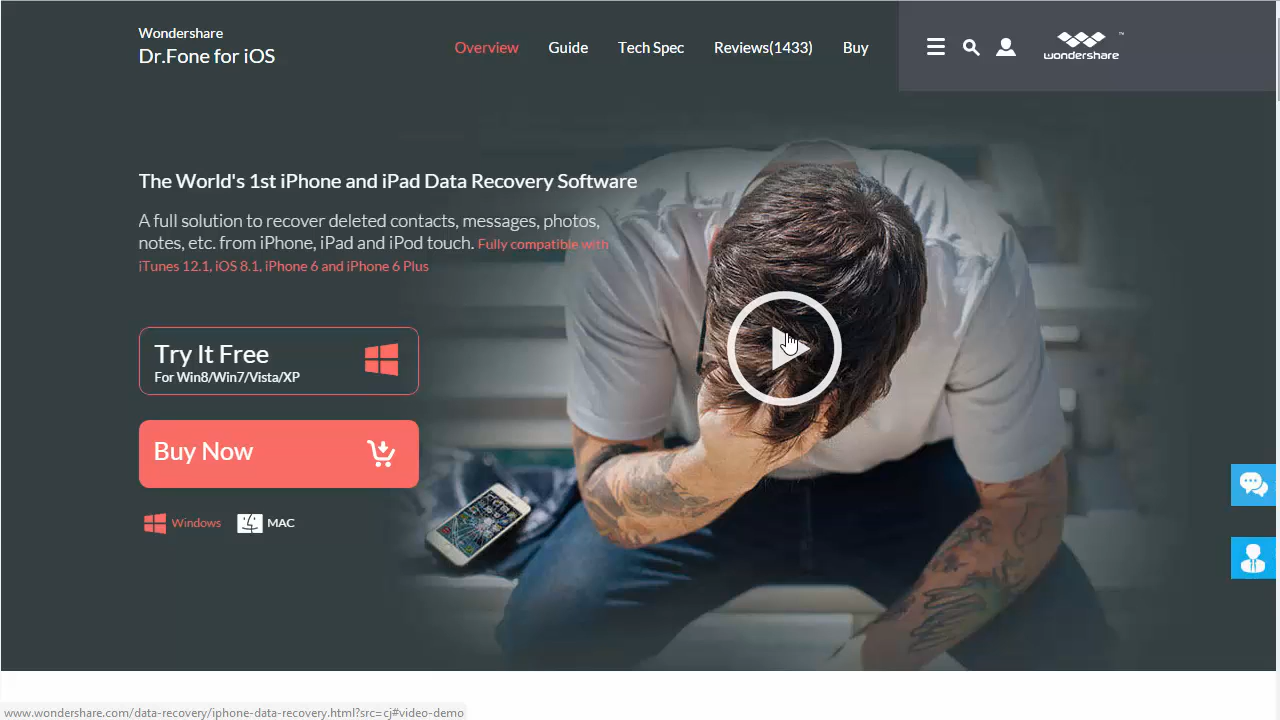 Wondershare
Dr.Fone for iOS
Overview
Guide
Tech Spec
Reviews(1433)
Buy
wondershare
™
The World's 1st iPhone and iPad Data Recovery Software
A full solution to recover deleted contacts, messages, photos,
notes, etc. from iPhone, iPad and iPod touch. Fully compatible with
iTunes 12.1, iOS 8.1, iPhone 6 and iPhone 6 Plus
Try It Free
For Win8/Win7/Vista/XP
Buy Now
Windows
MAC
www.wondershare.com/data-recovery/iphone-data-recovery.html?src=cj#video-demo